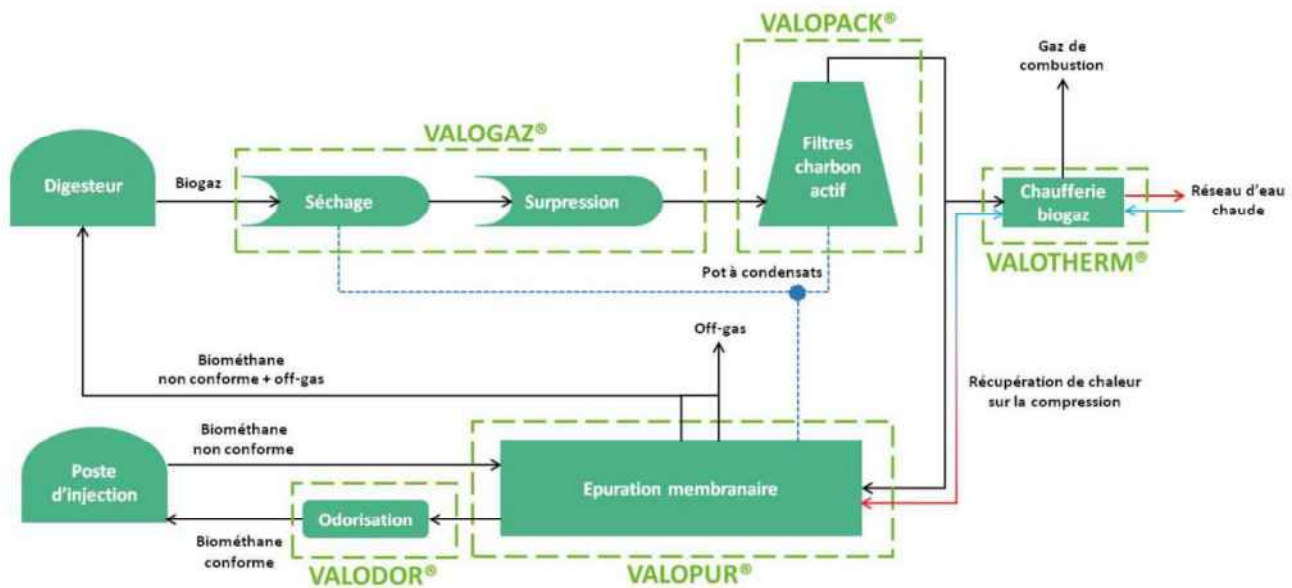 VALOPACK®
Gaz de
combustion
VALOGAZ®
Digesteur
Biogaz
Séchage
Surpression
Filtres
charbon
actif
Chaufferie
biogaz
Réseau d'eau
chaude
VALOTHERM®
Pot à condensats
Off-gas
Biométhane
non conforme + off-gas
Récupération de chaleur
sur la compression
Biométhane
non conforme
Poste
d'injection
Epuration membranaire
Odorisation
Biométhane
conforme
VALODOR®
VALOPUR®